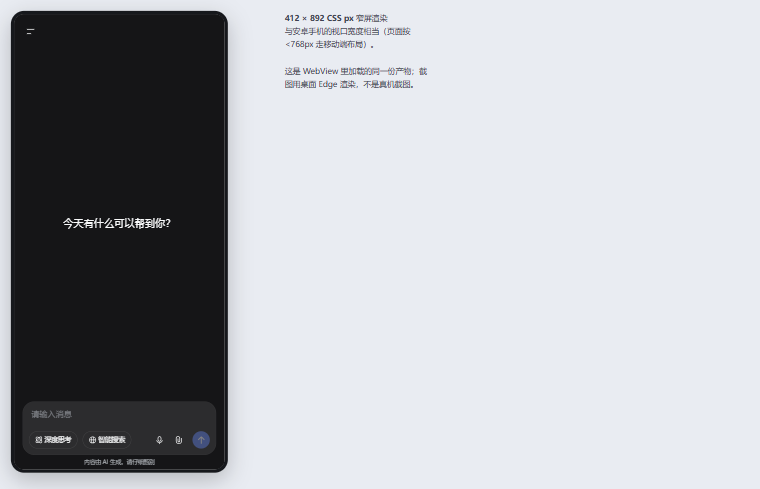 412 × 892 CSS px 窄屏渲染
与安卓手机的视口宽度相当（页面按
<768px 走移动端布局）。
这是 WebView 里加载的同一份产物；截
图用桌面 Edge 渲染，不是真机截图。
今天有什么可以帮到你？
请输入消息
深度思考
智能搜索
内容由 AI 生成，请仔细甄别